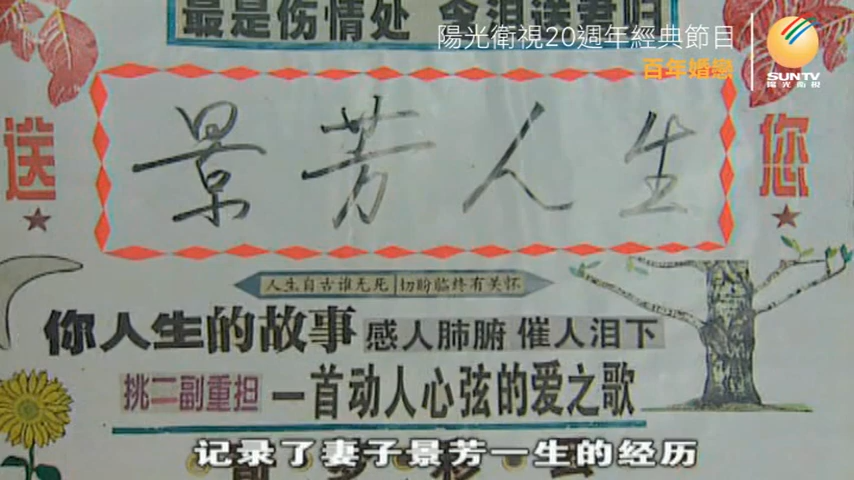 最是伤情处 含泪送君归
陽光衛視20週年經典節目
百年婚戀
SUNTV
陽光衛視
送 您
景芳人生
人生自古谁无死 切盼临终有关怀
你人生的故事 感人肺腑 催人泪下
挑二副重担 一首动人心弦的爱之歌
记录了妻子景芳一生的经历